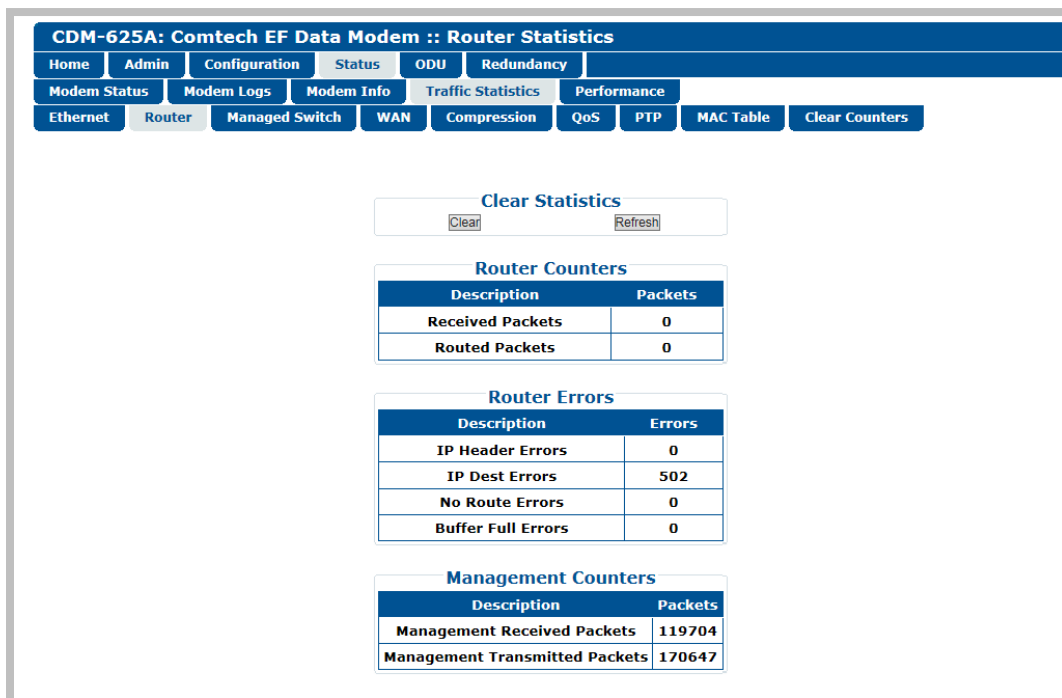 CDM-625A: Comtech EF Data Modem :: Router Statistics
Home Admin Configuration Status ODU Redundancy
Modem Status Modem Logs Modem Info Traffic Statistics Performance
Ethernet Router Managed Switch WAN Compression QoS PTP MAC Table Clear Counters
Clear Statistics
Clear Refresh
Router Counters
Description Packets
Received Packets 0
Routed Packets 0
Router Errors
Description Errors
IP Header Errors 0
IP Dest Errors 502
No Route Errors 0
Buffer Full Errors 0
Management Counters
Description Packets
Management Received Packets 119704
Management Transmitted Packets 170647